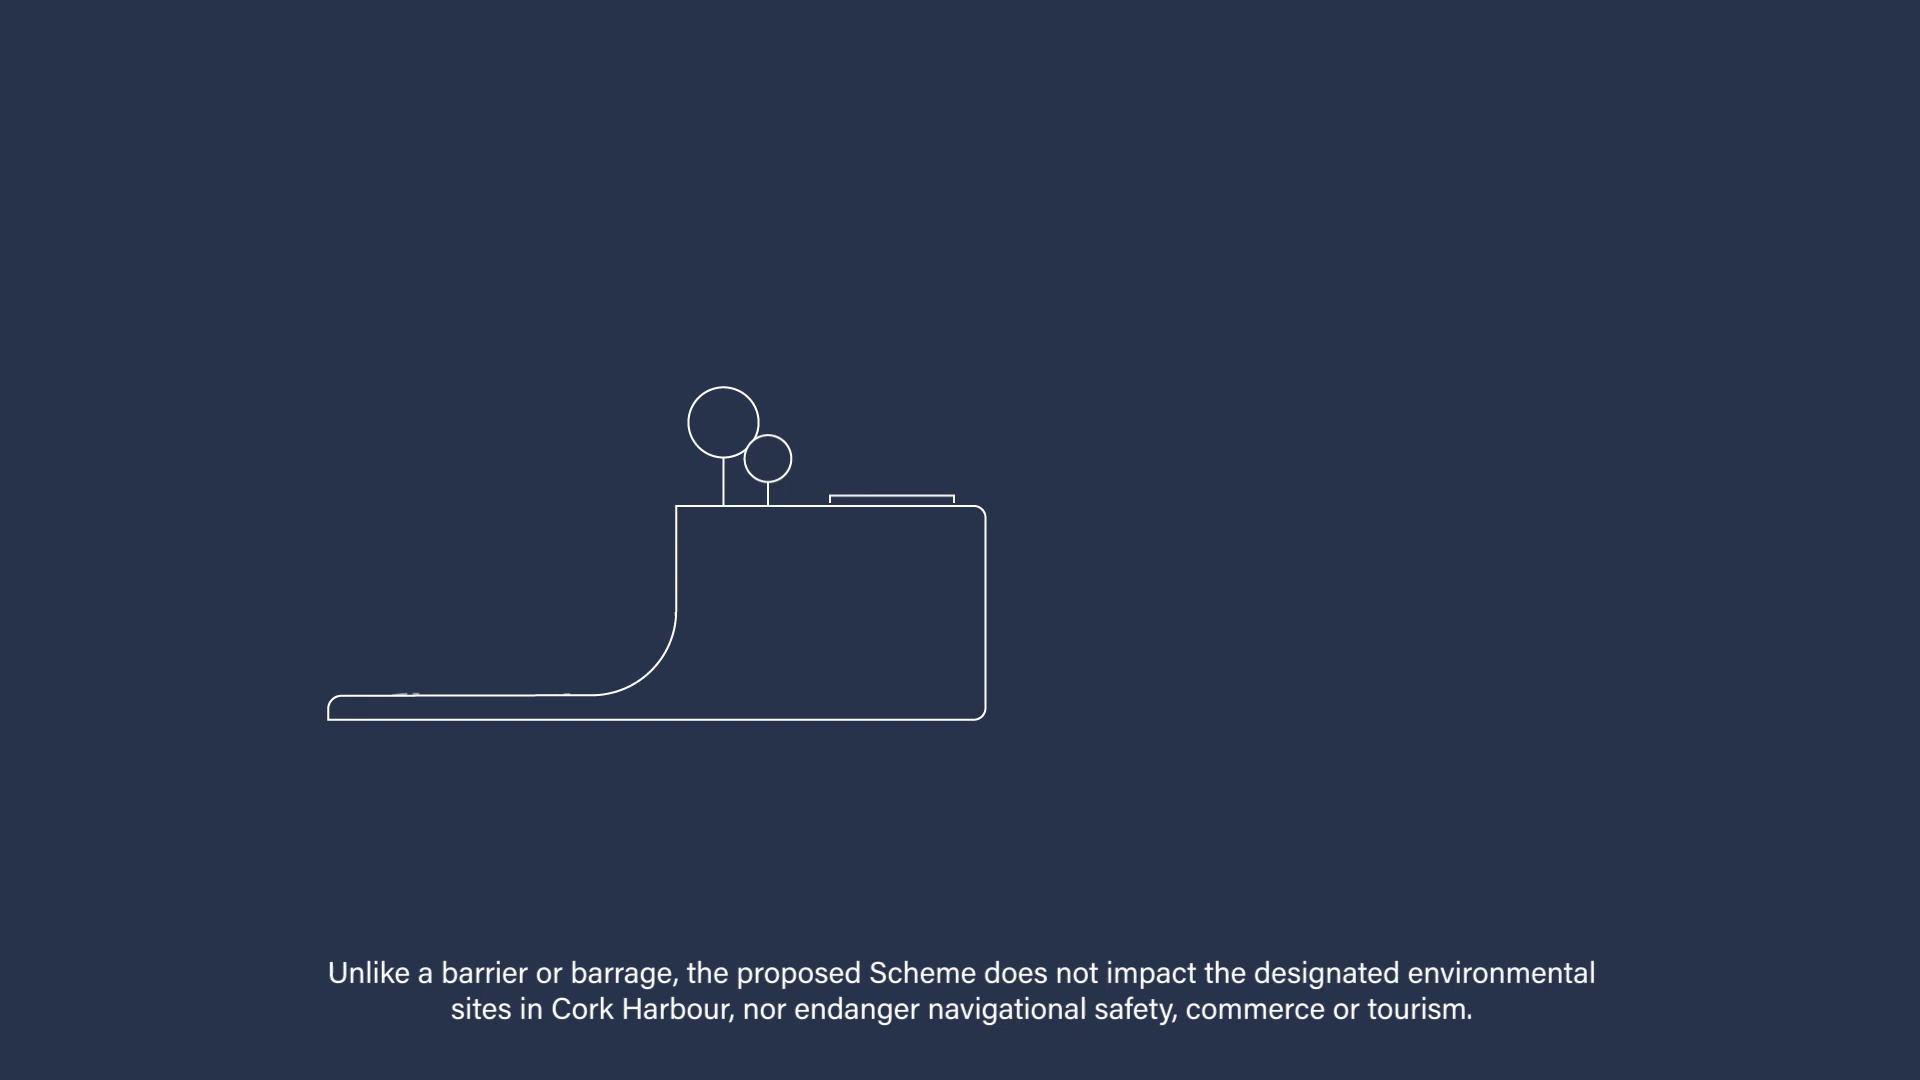 Unlike a barrier or barrage, the proposed Scheme does not impact the designated environmental
sites in Cork Harbour, nor endanger navigational safety, commerce or tourism.